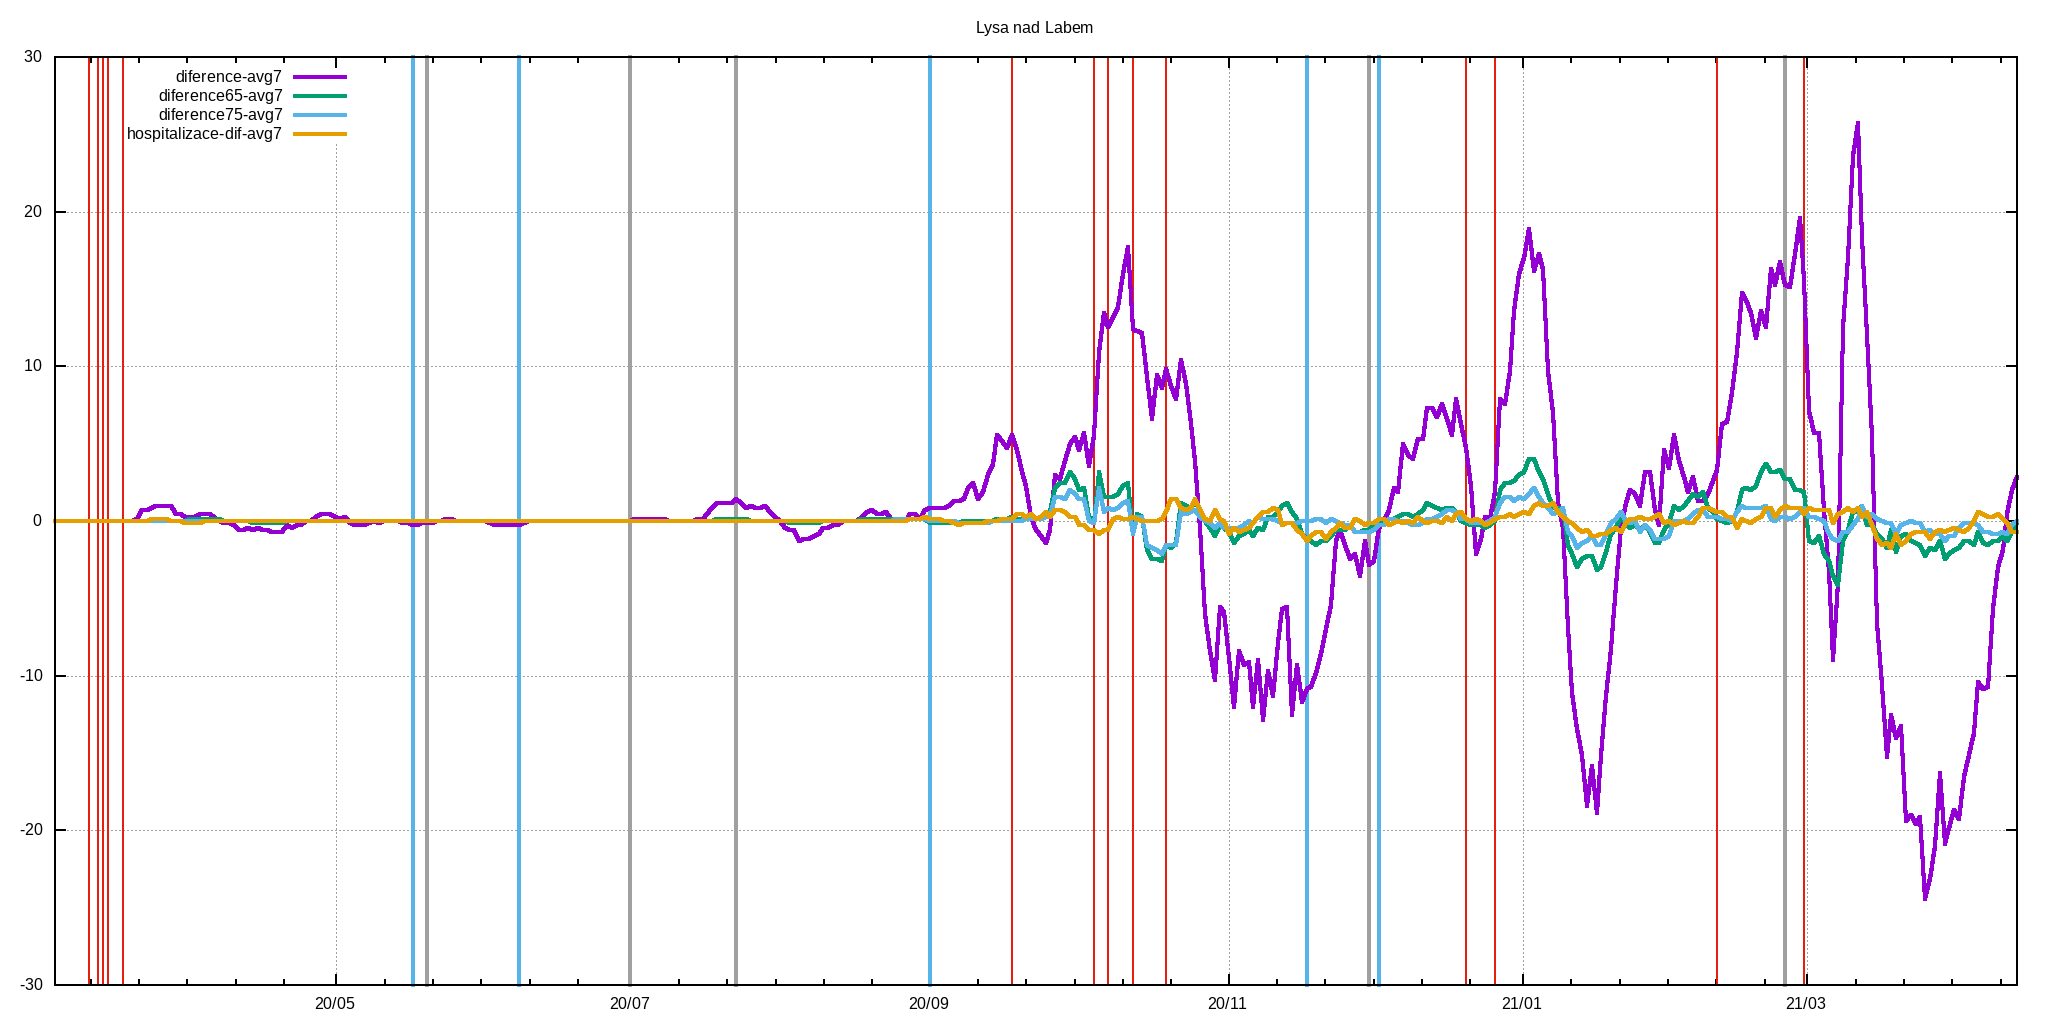 Lysa nad Labem
30
20
10
0
-10
-20
-30
diference-avg7
diference65-avg7
diference75-avg7
hospitalizace-dif-avg7
20/05 20/07 20/09 20/11 21/01 21/03